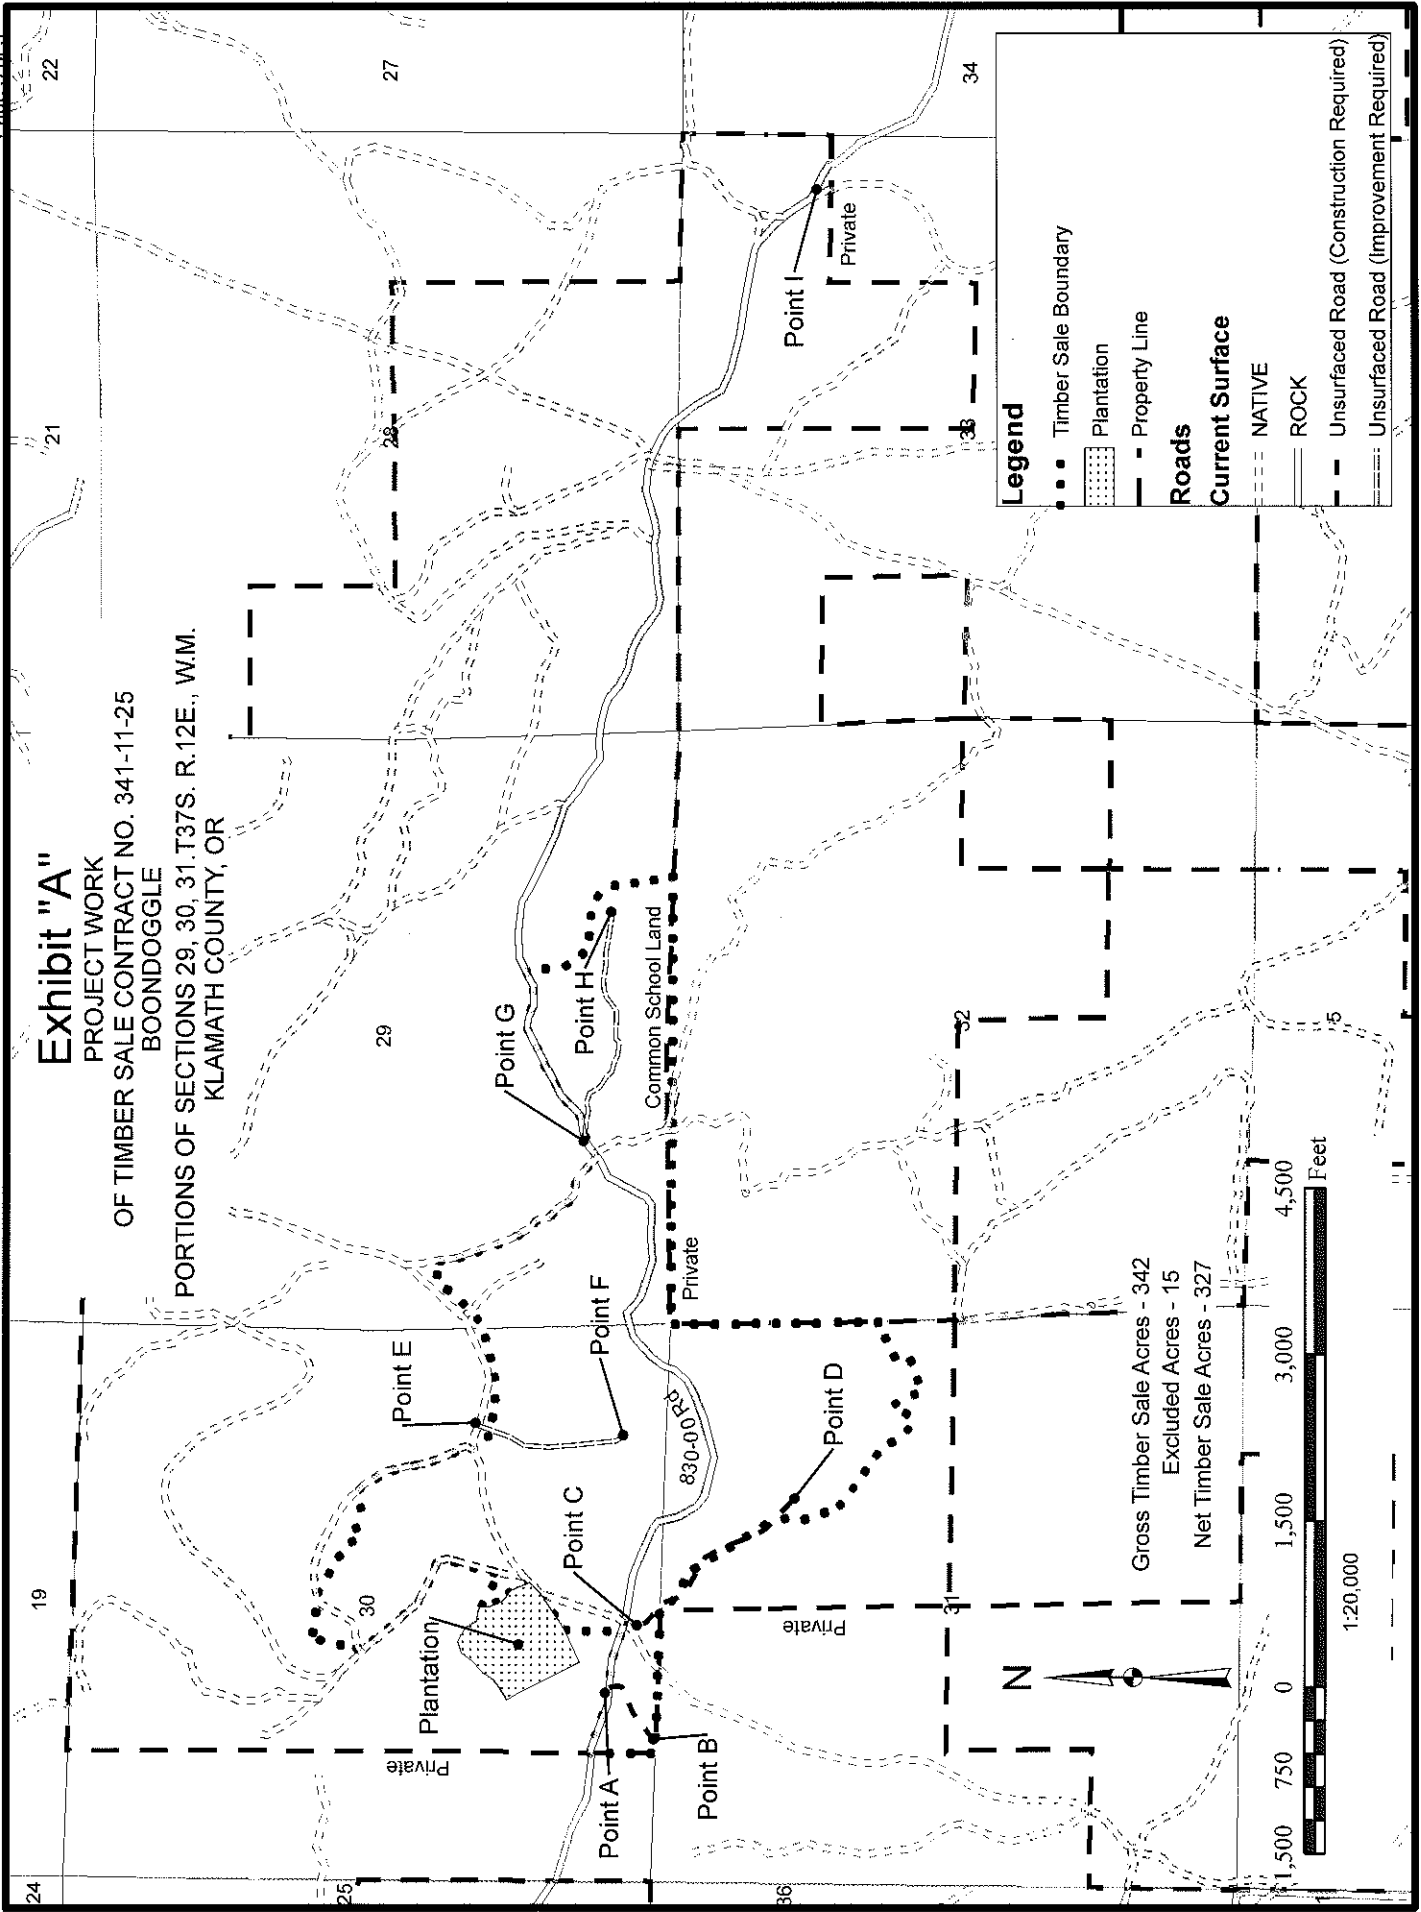 Exhibit "A"
PROJECT WORK
OF TIMBER SALE CONTRACT NO. 341-11-25
BOONDOGGLE
PORTIONS OF SECTIONS 29, 30, 31.T37S. R.12E., W.M.
KLAMATH COUNTY, OR
24
19
21
22
25
30
29
28
27
36
31
32
33
34
5
Plantation
Private
Point A
Point B
Point C
Point D
Point E
Point F
Point G
Point H
Point I
830-00 Rd
Common School Land
Private
Private
Private
N
Gross Timber Sale Acres - 342
Excluded Acres - 15
Net Timber Sale Acres - 327
1,500 750 0 1,500 3,000 4,500
Feet
1:20,000
Legend
Timber Sale Boundary
Plantation
Property Line
Roads
Current Surface
NATIVE
ROCK
Unsurfaced Road (Construction Required)
Unsurfaced Road (Improvement Required)